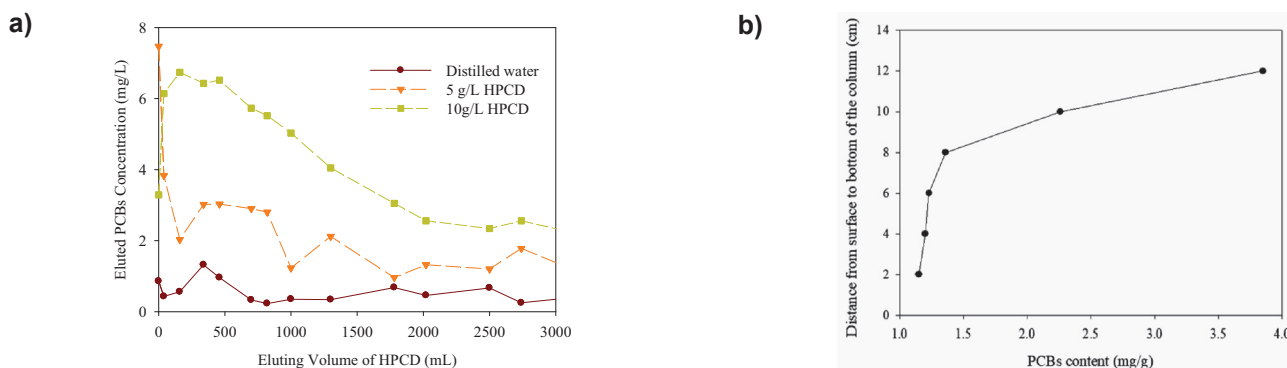 a)
Eluted PCBs Concentration (mg/L)
8
6
4
2
0
Distilled water
5 g/L HPCD
10g/L HPCD
0 500 1000 1500 2000 2500 3000
Eluting Volume of HPCD (mL)
b)
Distance from surface to bottom of the column (cm)
14
12
10
8
6
4
2
0
1.0 1.5 2.0 2.5 3.0 3.5 4.0
PCBs content (mg/g)